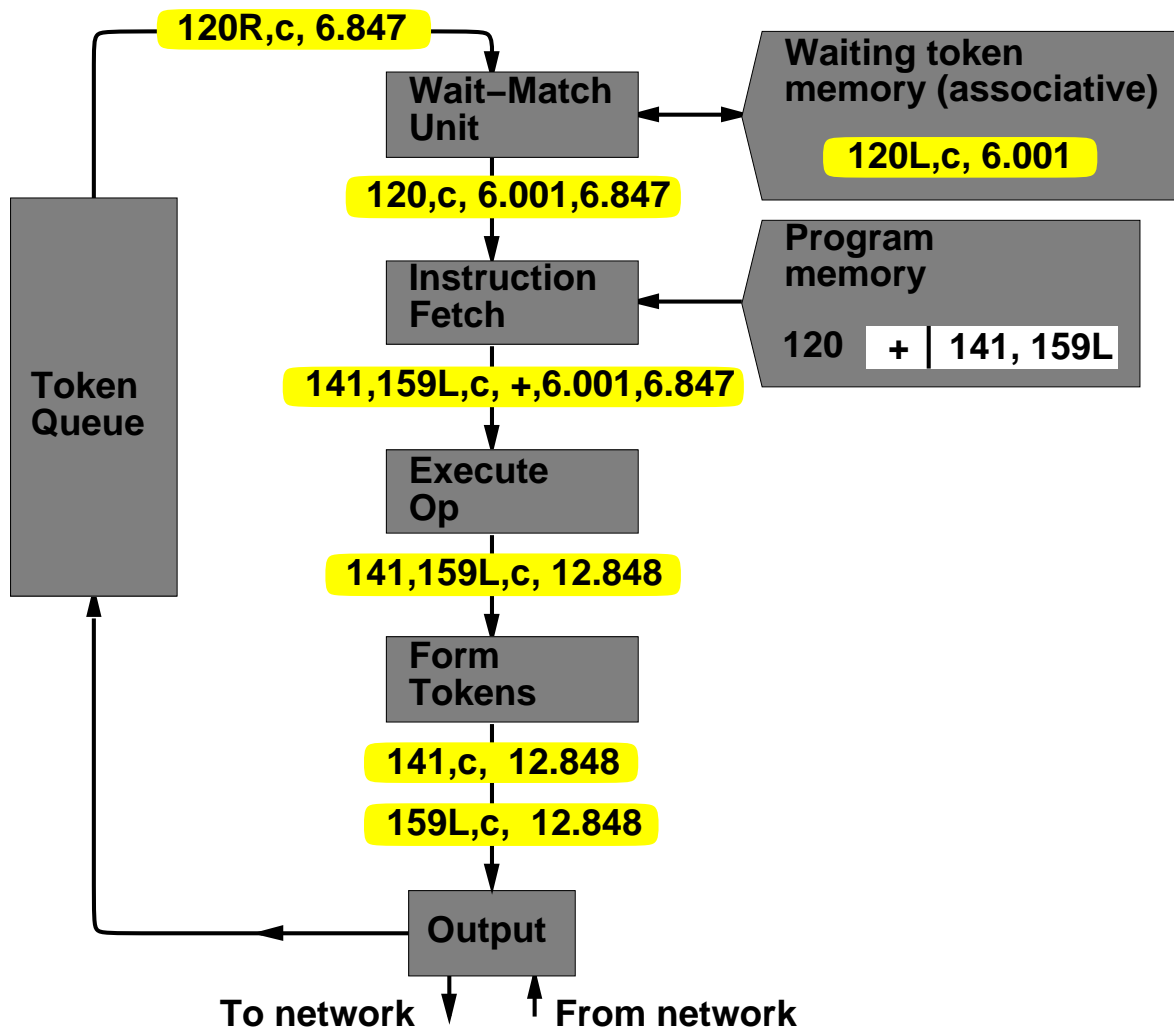 120R,c, 6.847
Wait–Match
Unit
Waiting token
memory (associative)
120L,c, 6.001
120,c, 6.001,6.847
Instruction
Fetch
Program
memory
120 + 141, 159L
141,159L,c, +,6.001,6.847
Token
Queue
Execute
Op
141,159L,c, 12.848
Form
Tokens
141,c, 12.848
159L,c, 12.848
Output
To network
From network